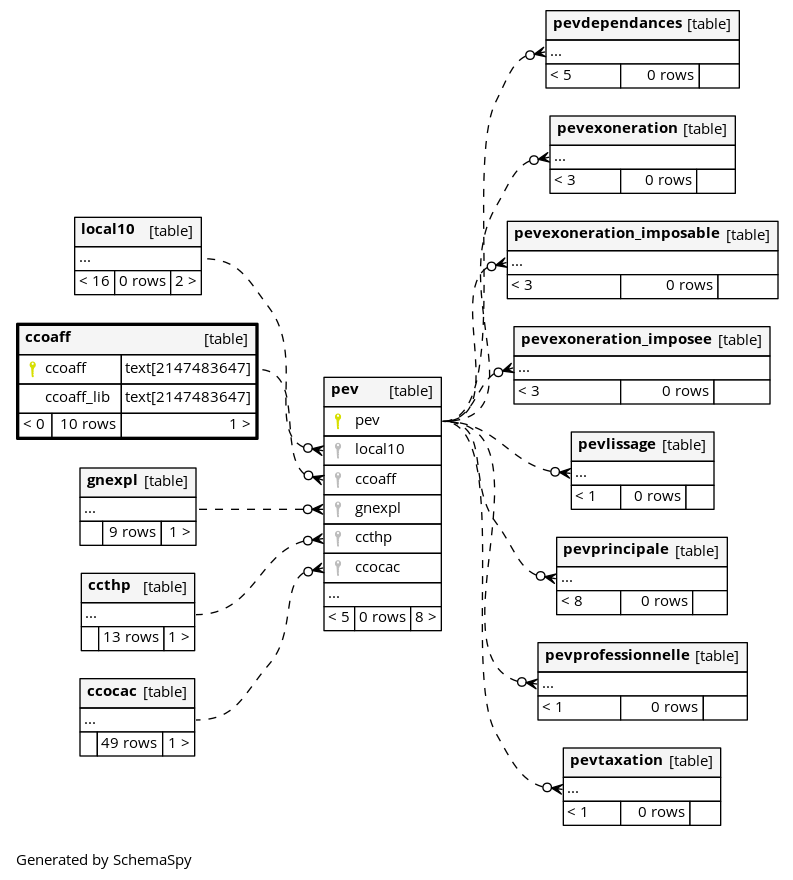 pevdependances [table]
...
< 5 0 rows
pevexoneration [table]
...
< 3 0 rows
local10 [table]
...
< 16 0 rows 2 >
pevexoneration_imposable [table]
...
< 3 0 rows
ccoaff [table]
ccoaff text[2147483647]
ccoaff_lib text[2147483647]
< 0 10 rows 1 >
pevexoneration_imposee [table]
...
< 3 0 rows
pev [table]
pev
local10
ccoaff
gnexpl
ccthp
ccocac
...
< 5 0 rows 8 >
pevlissage [table]
...
< 1 0 rows
gnexpl [table]
...
9 rows 1 >
pevprincipale [table]
...
< 8 0 rows
ccthp [table]
...
13 rows 1 >
pevprofessionnelle [table]
...
< 1 0 rows
ccocac [table]
...
49 rows 1 >
pevtaxation [table]
...
< 1 0 rows
Generated by SchemaSpy